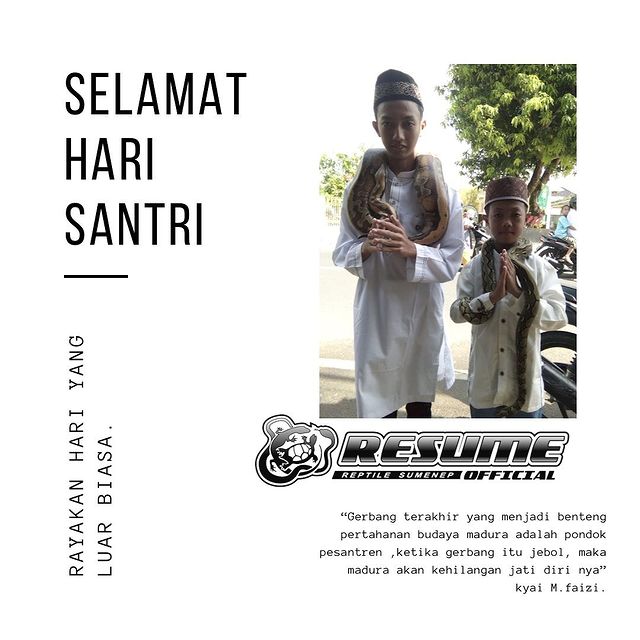 SELAMAT
HARI
SANTRI
RAYAKAN HARI YANG
LUAR BIASA.
RESUME
REPTILE SUMENEP OFFICIAL
“Gerbang terakhir yang menjadi benteng
pertahanan budaya madura adalah pondok
pesantren ,ketika gerbang itu jebol, maka
madura akan kehilangan jati diri nya”
kyai M.faizi.